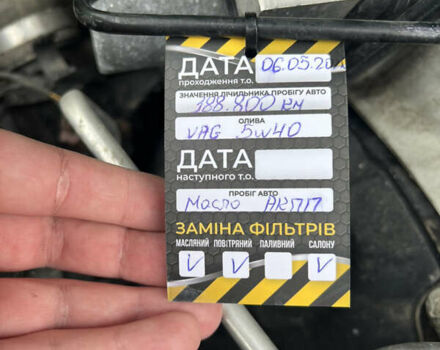 ДАТА 06.05.20
проходження т.о.
ЗНАЧЕННЯ ЛІЧИЛЬНИКА ПРОБІГУ АВТО
188.800 км
ОЛИВА
VAG 5W40
ДАТА
наступного т.о.
ПРОБІГ АВТО
Масло АКПП
ЗАМІНА ФІЛЬТРІВ
МАСЛЯНИЙ ПОВІТРЯНИЙ ПАЛИВНИЙ САЛОНУ
V V V